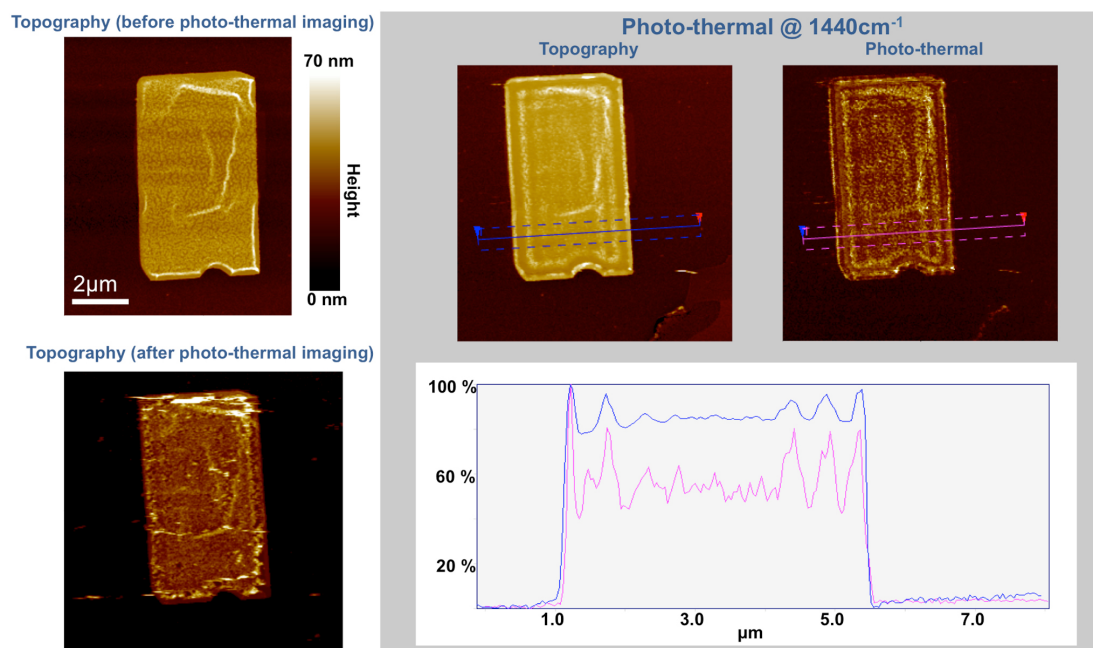 Topography (before photo-thermal imaging)
70 nm
Height
0 nm
2µm
Topography (after photo-thermal imaging)
Photo-thermal @ 1440cm⁻¹
Topography
Photo-thermal
100 %
60 %
20 %
1.0
3.0
5.0
7.0
µm